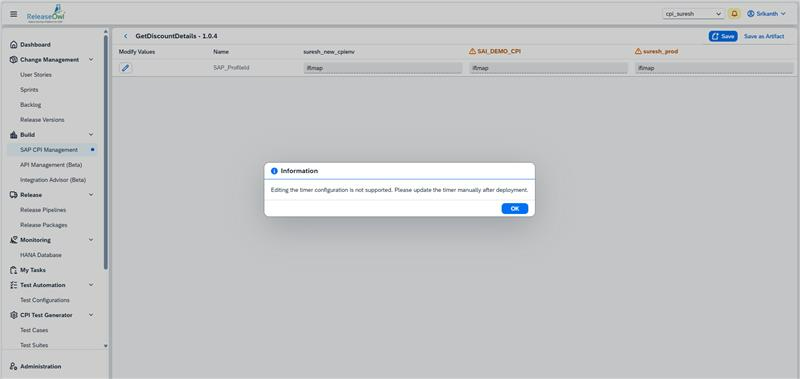 ReleaseOwl
cpi_suresh
Srikanth
GetDiscountDetails - 1.0.4
Save
Save as Artifact
Modify Values
Name
suresh_new_cpienv
SAI_DEMO_CPI
suresh_prod
SAP_ProfileId
iflmap
iflmap
iflmap
Dashboard
Change Management
User Stories
Sprints
Backlog
Release Versions
Build
SAP CPI Management
API Management (Beta)
Integration Advisor (Beta)
Release
Release Pipelines
Release Packages
Monitoring
HANA Database
My Tasks
Test Automation
Test Configurations
CPI Test Generator
Test Cases
Test Suites
Administration
Information
Editing the timer configuration is not supported. Please update the timer manually after deployment.
OK